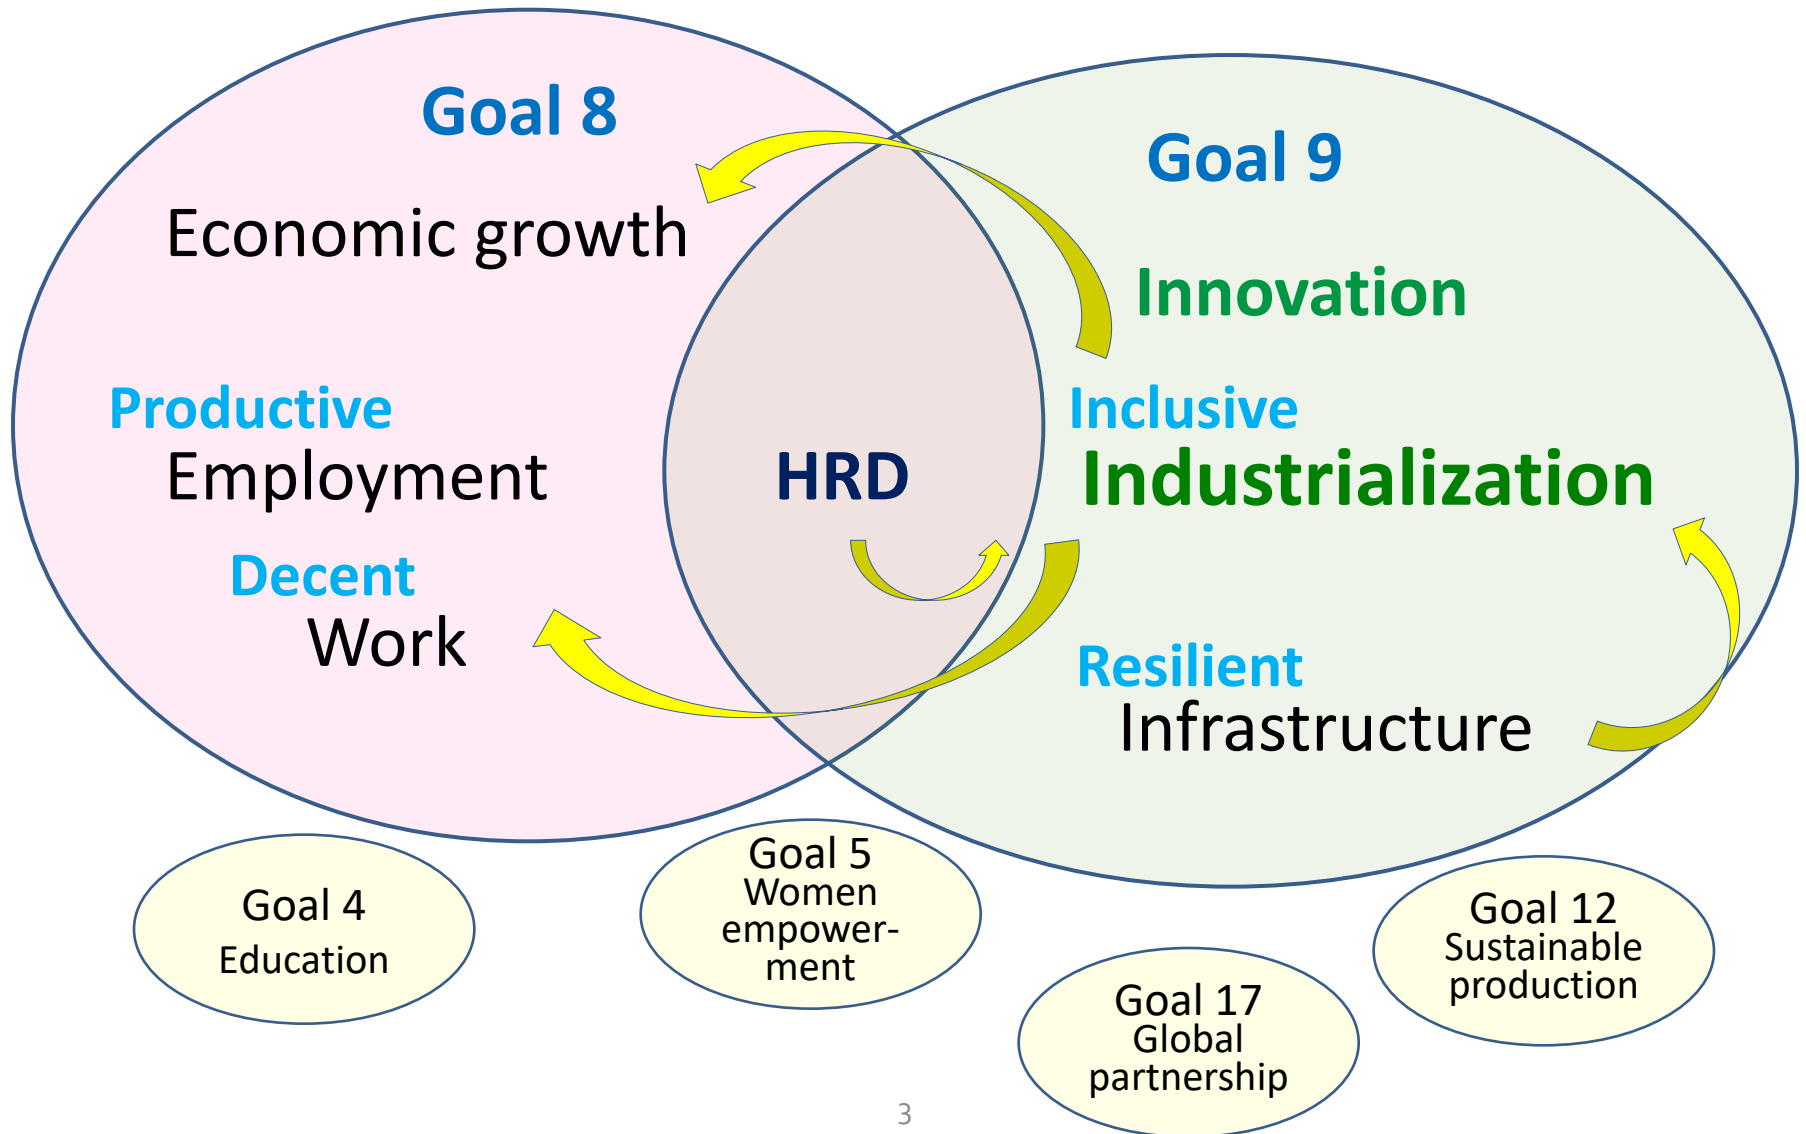 Goal 8
Economic growth
Productive
Employment
Decent
Work
HRD
Goal 9
Innovation
Inclusive
Industrialization
Resilient
Infrastructure
Goal 4
Education
Goal 5
Women
empower-
ment
Goal 17
Global
partnership
Goal 12
Sustainable
production
3